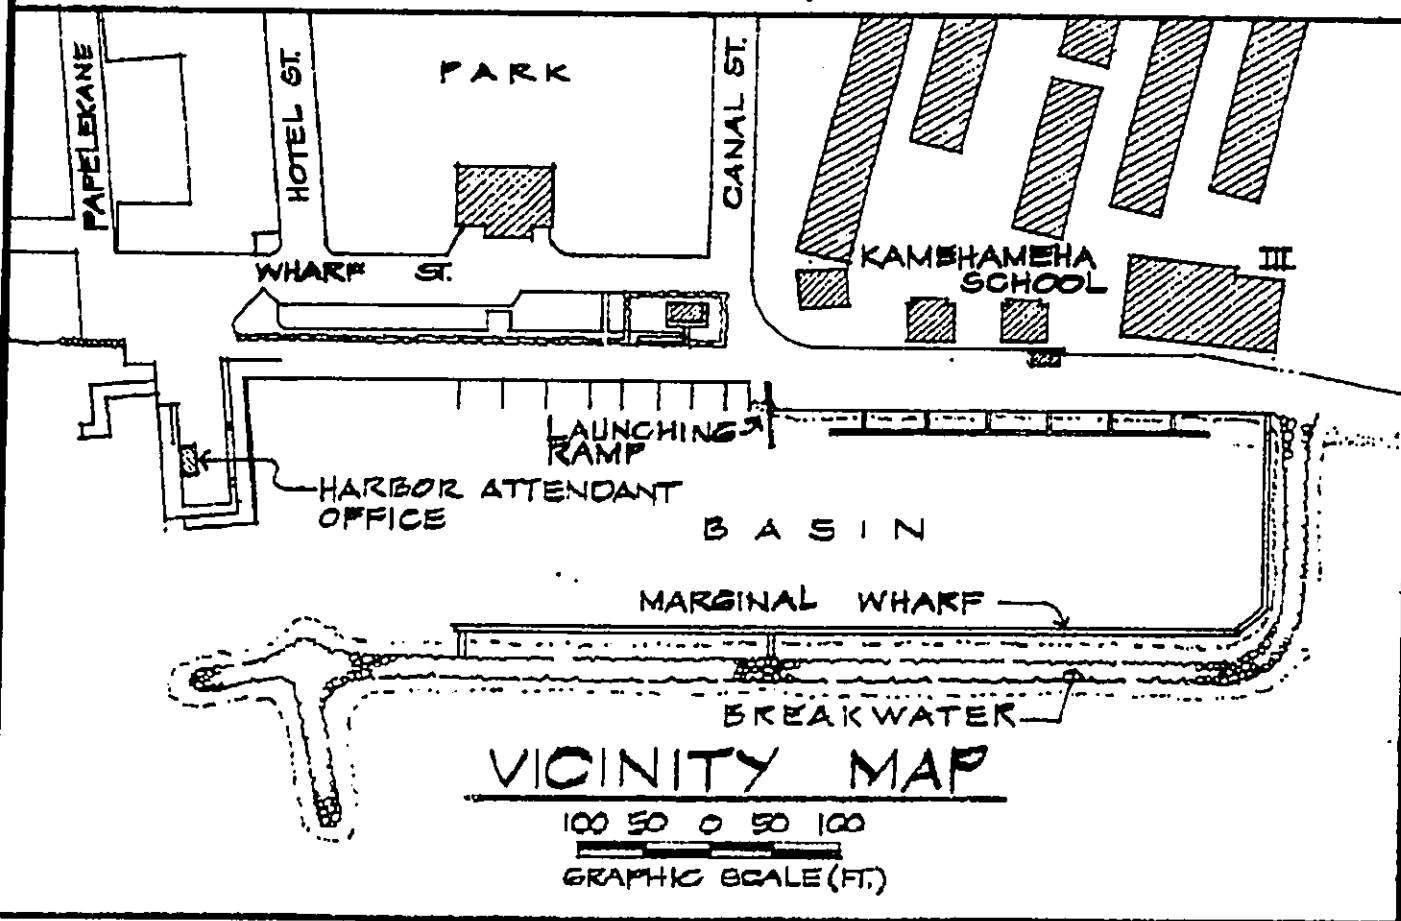 PAPELEKANE
HOTEL ST.
PARK
CANAL ST.
WHARF ST.
KAMEHAMEHA III
SCHOOL
LAUNCHING
RAMP
HARBOR ATTENDANT
OFFICE
BASIN
MARGINAL WHARF
BREAKWATER
VICINITY MAP
100 50 0 50 100
GRAPHIC SCALE (FT.)